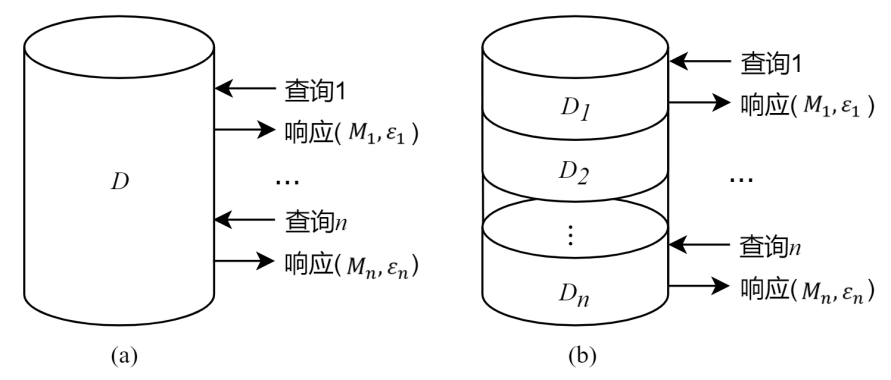 D
查询1
响应(M₁,ε₁)
...
查询n
响应(Mₙ,εₙ)
(a)
D₁
D₂
⋮
Dₙ
查询1
响应(M₁,ε₁)
...
查询n
响应(Mₙ,εₙ)
(b)